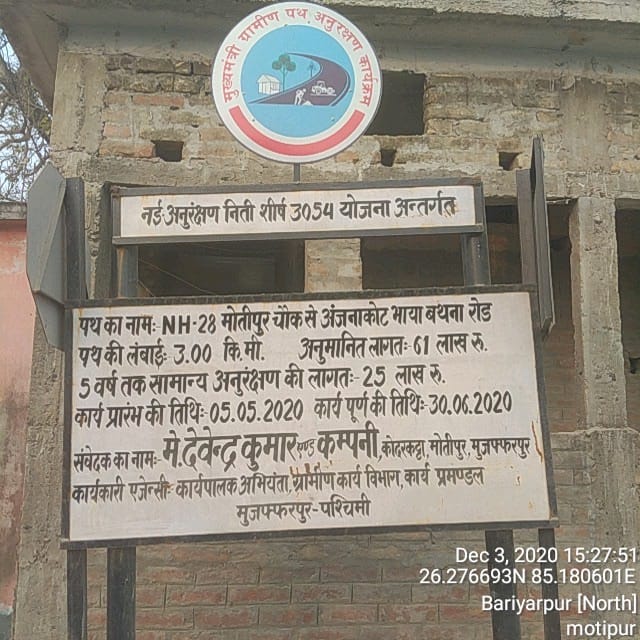 मुख्यमंत्री ग्रामीण पथ अनुरक्षण कार्यक्रम
नई अनुरंक्षण निती शीर्ष 3054 योजना अन्तर्गत
पथ का नाम:- NH-28 मोतीपुर चौक से अंजनाकोट भाया बथना रोड
पथ की लंबाई:- 3.00 कि.मी. अनुमानित लागत:- 61 लाख रु.
5 वर्ष तक सामान्य अनुरक्षण की लागत:- 25 लाख रु.
कार्य प्रारंभ की तिथि:- 05.05.2020 कार्य पूर्ण की तिथि:- 30.06.2020
संवेदक का नाम:- मे. देवेन्द्र कुमार एण्ड कम्पनी, कोदरकट्टा, मोतीपुर, मुजफ्फरपुर
कार्यकारी एजेन्सी:- कार्यपालक अभियंता, ग्रामीण कार्य विभाग, कार्य प्रमण्डल
मुजफ्फरपुर-पश्चिमी
Dec 3, 2020 15:27:51
26.276693N 85.180601E
Bariyarpur [North]
motipur